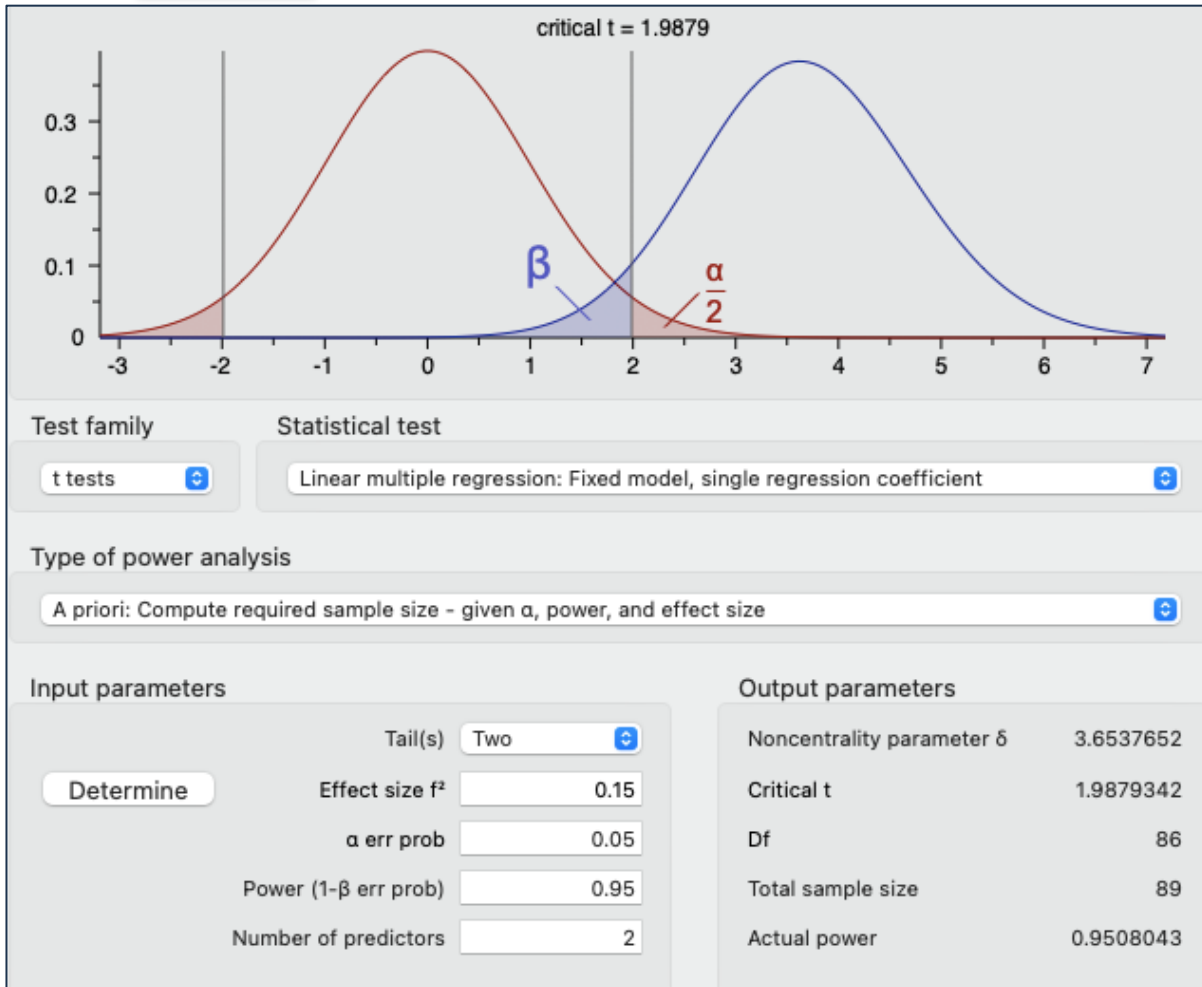 critical t = 1.9879
0.3
0.2
0.1
0
β
α
2
-3 -2 -1 0 1 2 3 4 5 6 7
Test family Statistical test
t tests Linear multiple regression: Fixed model, single regression coefficient
Type of power analysis
A priori: Compute required sample size - given α, power, and effect size
Input parameters Output parameters
Tail(s) Two Noncentrality parameter δ 3.6537652
Determine Effect size f² 0.15 Critical t 1.9879342
α err prob 0.05 Df 86
Power (1-β err prob) 0.95 Total sample size 89
Number of predictors 2 Actual power 0.9508043